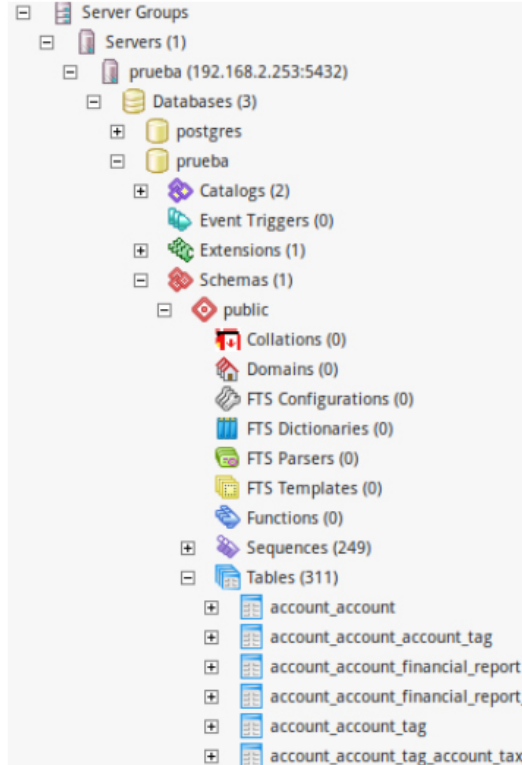 Server Groups
Servers (1)
prueba (192.168.2.253:5432)
Databases (3)
postgres
prueba
Catalogs (2)
Event Triggers (0)
Extensions (1)
Schemas (1)
public
Collations (0)
Domains (0)
FTS Configurations (0)
FTS Dictionaries (0)
FTS Parsers (0)
FTS Templates (0)
Functions (0)
Sequences (249)
Tables (311)
account_account
account_account_account_tag
account_account_financial_report
account_account_financial_report_
account_account_tag
account_account_tag_account_tax